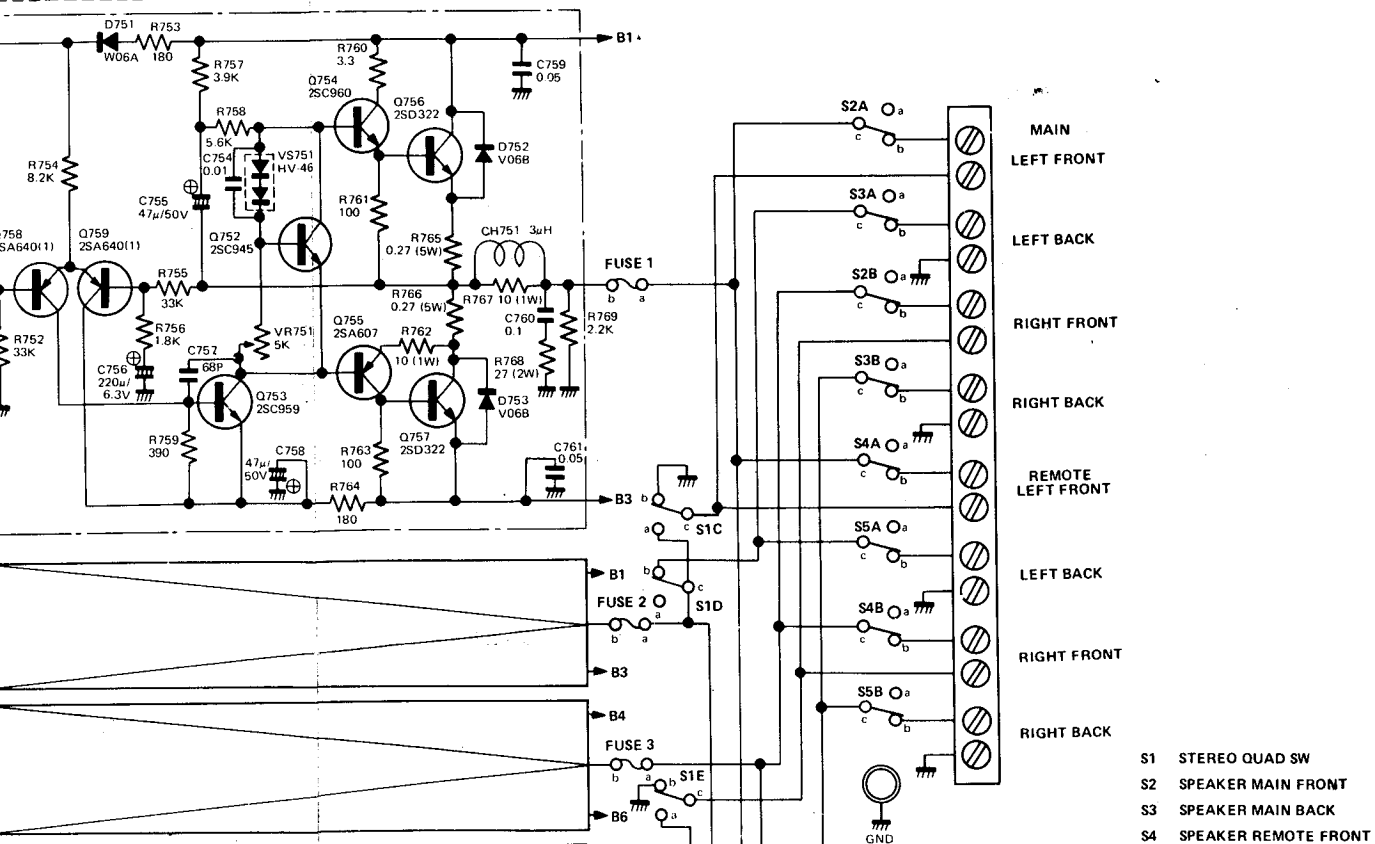 D751
R753
W06A
180
R757
3.9K
R760
3.3
Q754
2SC960
Q756
2SD322
C759
0.05
B1
R758
5.6K
C754
0.01
VS751
HV-46
D752
V06B
R754
8.2K
C755
47µ/50V
R761
100
Q758
SA640(1)
Q759
2SA640(1)
Q752
2SC945
R765
0.27 (5W)
CH751 3µH
FUSE 1
b a
R755
33K
R766
0.27 (5W)
R767 10 (1W)
C760
0.1
R769
2.2K
R752
33K
R756
1.8K
C756
220µ/
6.3V
C757
68P
VR751
5K
Q755
2SA607
R762
10 (1W)
R768
27 (2W)
Q753
2SC959
D753
V06B
Q757
2SD322
R759
390
C758
47µ/
50V
R763
100
R764
180
C761
0.05
B3
b
a
c
S1C
B1
b
c
S1D
a
FUSE 2
b a
B3
B4
FUSE 3
b a
S1E
b
c
a
B6
S2A a
c b
MAIN
LEFT FRONT
S3A a
c b
LEFT BACK
S2B a
c b
RIGHT FRONT
S3B a
c b
RIGHT BACK
S4A a
c b
REMOTE
LEFT FRONT
S5A a
c b
LEFT BACK
S4B a
c b
RIGHT FRONT
S5B a
c b
RIGHT BACK
GND
S1 STEREO QUAD SW
S2 SPEAKER MAIN FRONT
S3 SPEAKER MAIN BACK
S4 SPEAKER REMOTE FRONT